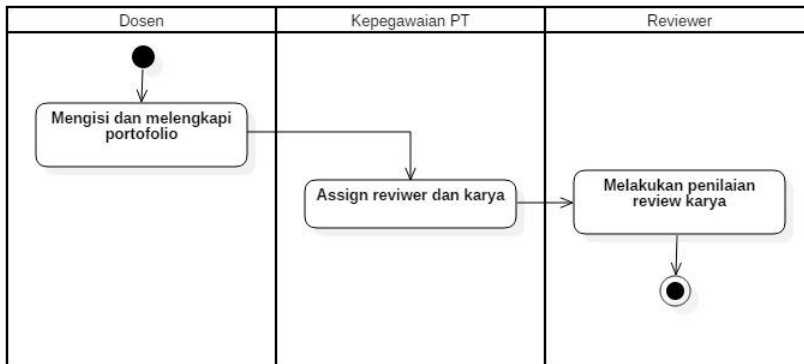 Dosen
Kepegawaian PT
Reviewer
Mengisi dan melengkapi
portofolio
Assign reviwer dan karya
Melakukan penilaian
review karya